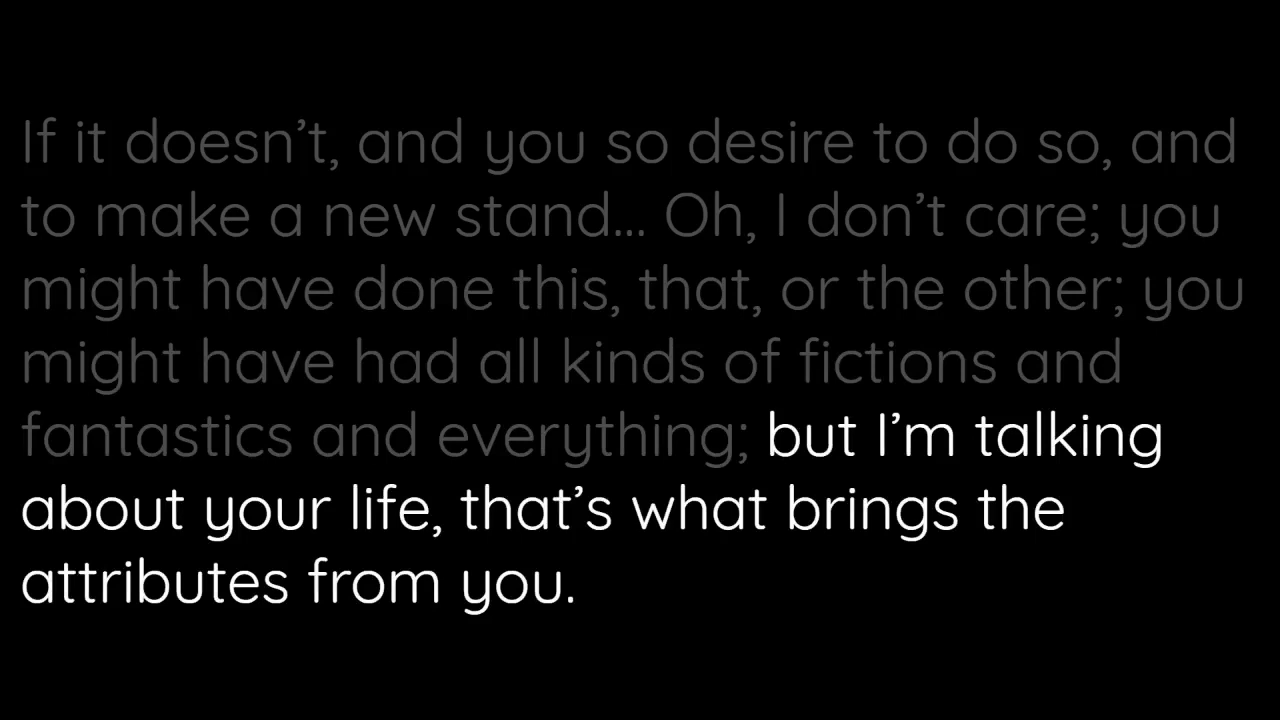 If it doesn’t, and you so desire to do so, and
to make a new stand... Oh, I don’t care; you
might have done this, that, or the other; you
might have had all kinds of fictions and
fantastics and everything; but I’m talking
about your life, that’s what brings the
attributes from you.